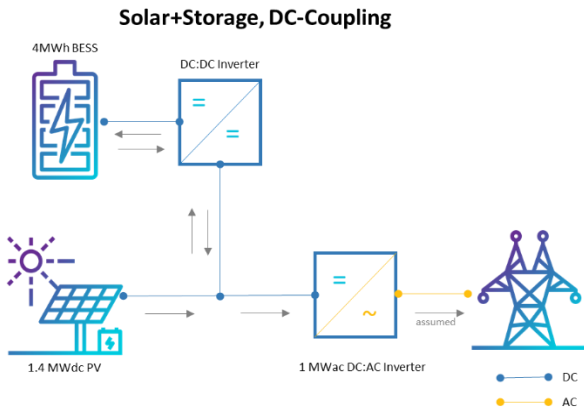 Solar+Storage, DC-Coupling
4MWh BESS
DC:DC Inverter
=
=
=
~
assumed
1.4 MWdc PV
1 MWac DC:AC Inverter
DC
AC